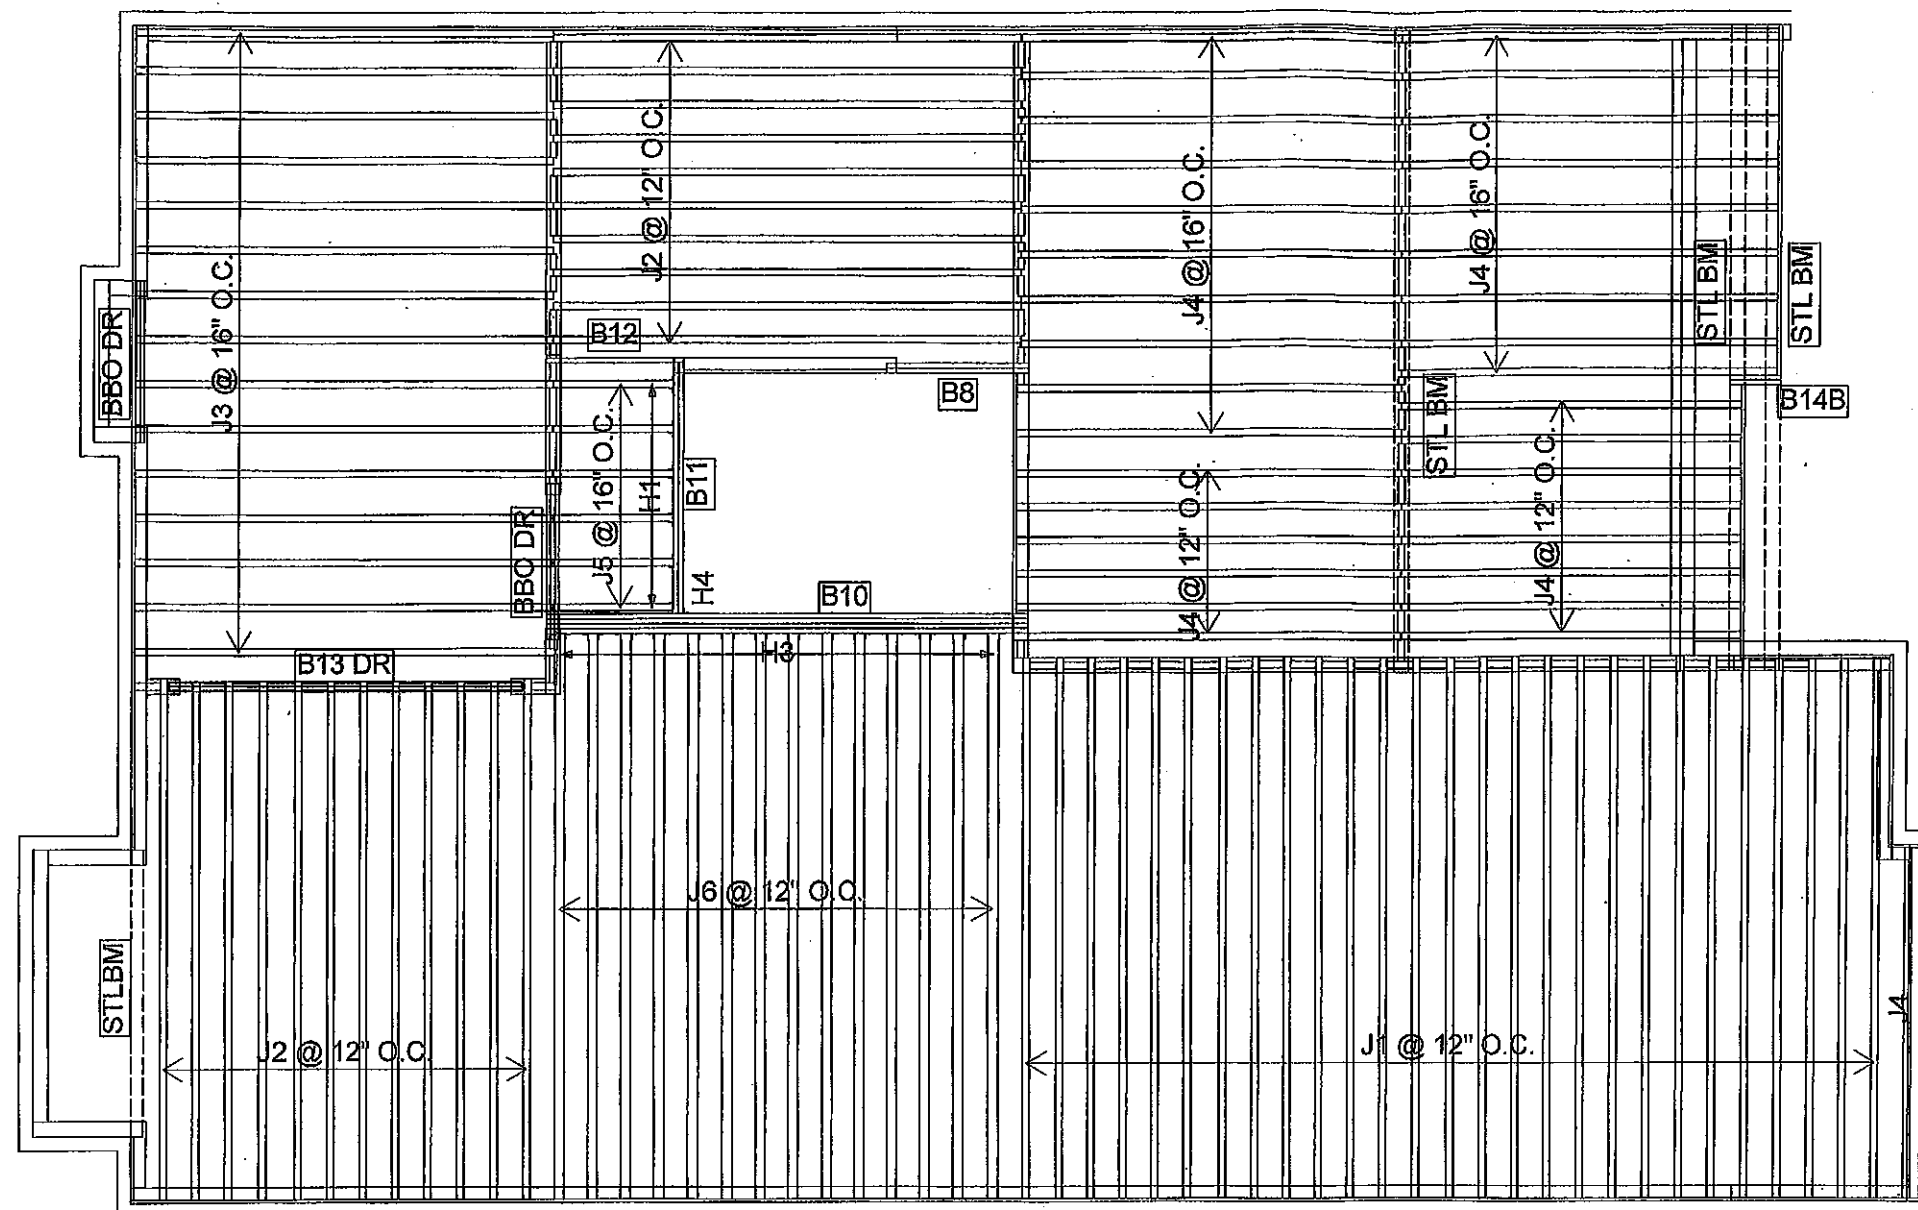 J3 @ 16" O.C.
J2 @ 12" O.C.
J4 @ 16" O.C.
J4 @ 16" O.C.
STL BM
STL BM
BBO DR
B12
B8
B14B
STL BM
B11
J5 @ 16" O.C.
H1
J4 @ 12" O.C.
J4 @ 12" O.C.
BBO DR
H4
B10
H3
B13 DR
J6 @ 12" O.C.
STLBM
J2 @ 12" O.C.
J1 @ 12" O.C.
J4